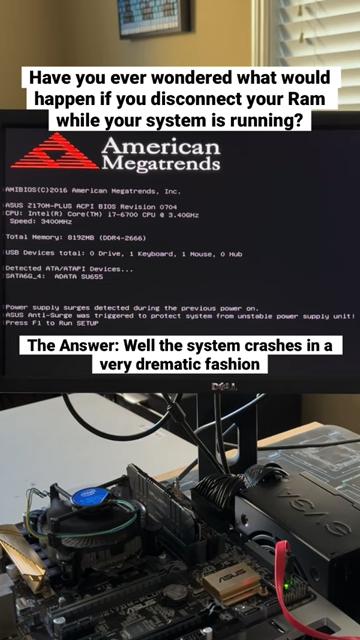 Have you ever wondered what would
happen if you disconnect your Ram
while your system is running?
American
Megatrends
AMIBIOS(C)2016 American Megatrends, Inc.
ASUS Z170M-PLUS ACPI BIOS Revision 0704
CPU: Intel(R) Core(TM) i7-6700 CPU @ 3.40GHz
Speed: 3400MHz
Total Memory: 8192MB (DDR4-2666)
USB Devices total: 0 Drive, 1 Keyboard, 1 Mouse, 0 Hub
Detected ATA/ATAPI Devices...
SATA6G_4: ADATA SU655
Power supply surges detected during the previous power on.
ASUS Anti-Surge was triggered to protect system from unstable power supply unit!
Press F1 to Run SETUP
The Answer: Well the system crashes in a
very drematic fashion
DELL
intel
EVGA
ASUS